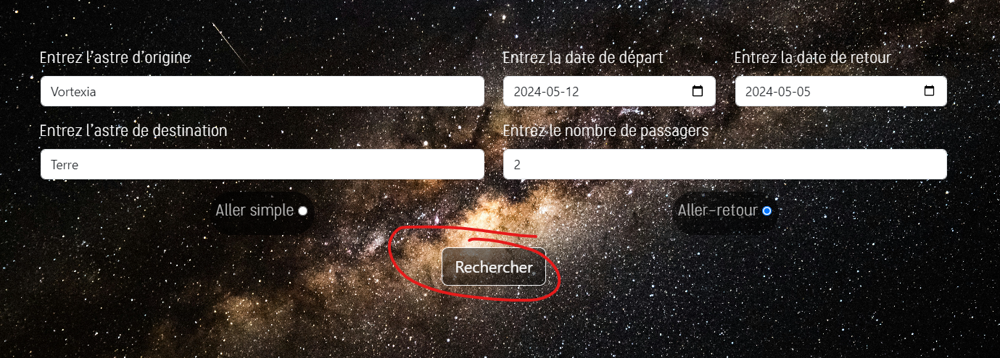 Entrez l'astre d'origine
Entrez la date de départ
Entrez la date de retour
Vortexia
2024-05-12
2024-05-05
Entrez l'astre de destination
Entrez le nombre de passagers
Terre
2
Aller simple
Aller-retour
Rechercher